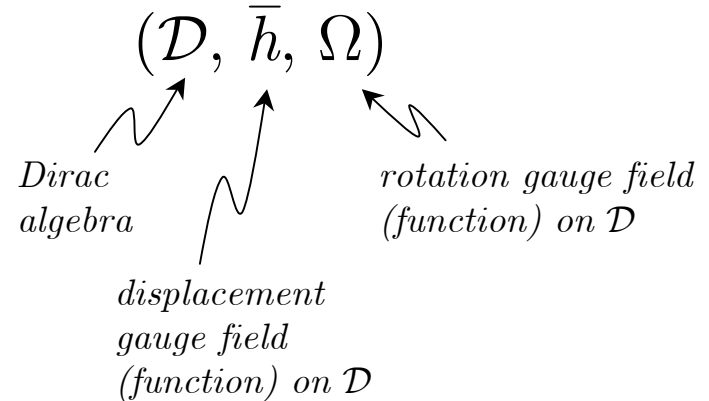 (𝒟, h̅, Ω)
Dirac
algebra
rotation gauge field
(function) on 𝒟
displacement
gauge field
(function) on 𝒟